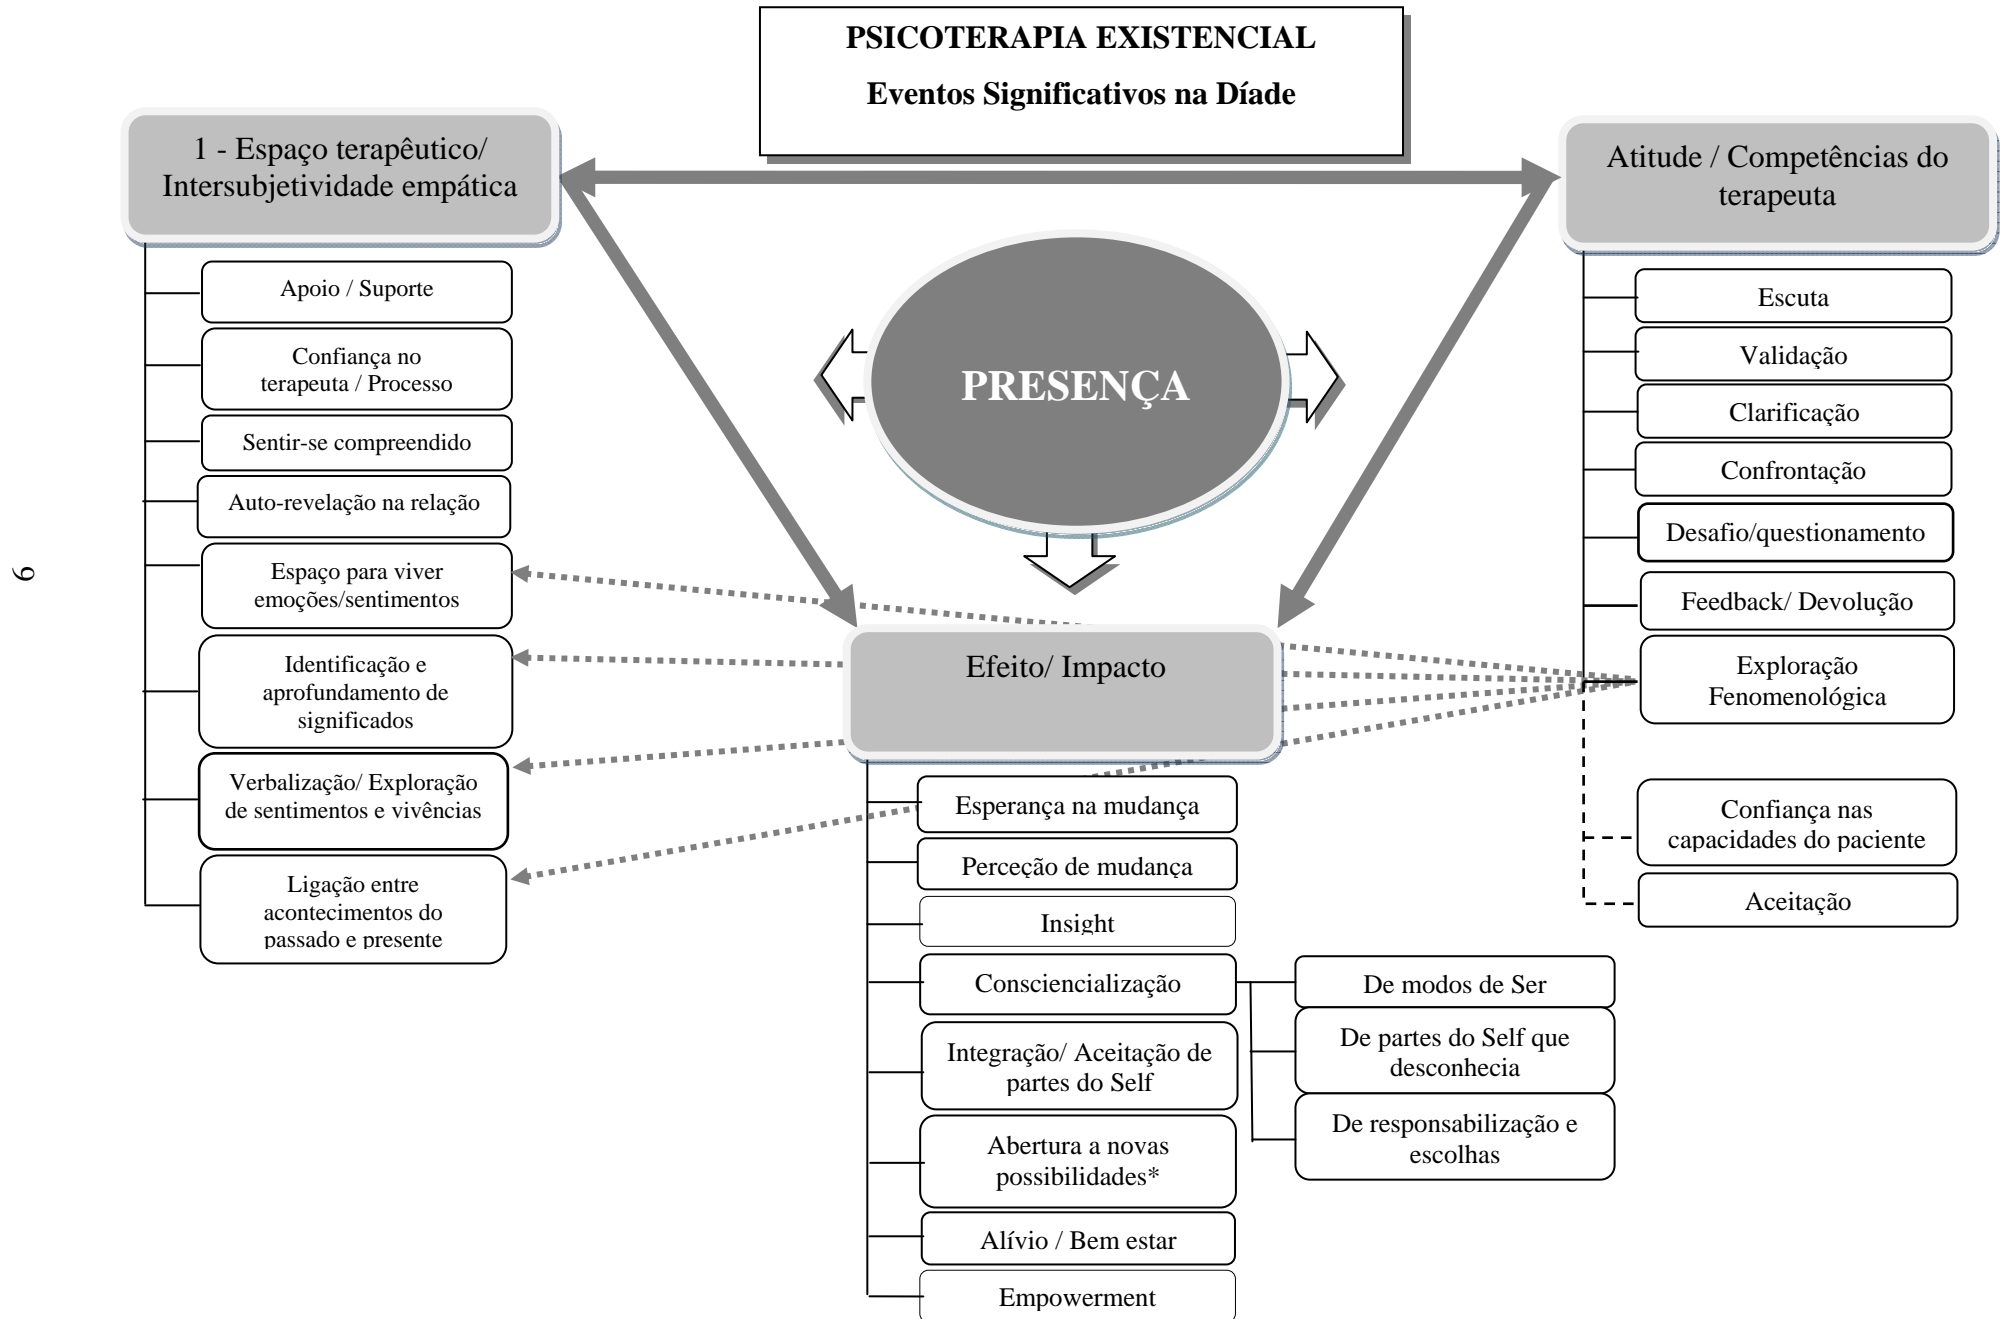 PSICOTERAPIA EXISTENCIAL
Eventos Significativos na Díade
1 - Espaço terapêutico/
Intersubjetividade empática
Apoio / Suporte
Confiança no
terapeuta / Processo
Sentir-se compreendido
Auto-revelação na relação
Espaço para viver
emoções/sentimentos
Identificação e
aprofundamento de
significados
Verbalização/ Exploração
de sentimentos e vivências
Ligação entre
acontecimentos do
passado e presente
PRESENÇA
Atitude / Competências do
terapeuta
Escuta
Validação
Clarificação
Confrontação
Desafio/questionamento
Feedback/ Devolução
Exploração
Fenomenológica
Confiança nas
capacidades do paciente
Aceitação
Efeito/ Impacto
Esperança na mudança
Perceção de mudança
Insight
Consciencialização
De modos de Ser
De partes do Self que
desconhecia
De responsabilização e
escolhas
Integração/ Aceitação de
partes do Self
Abertura a novas
possibilidades*
Alívio / Bem estar
Empowerment
9